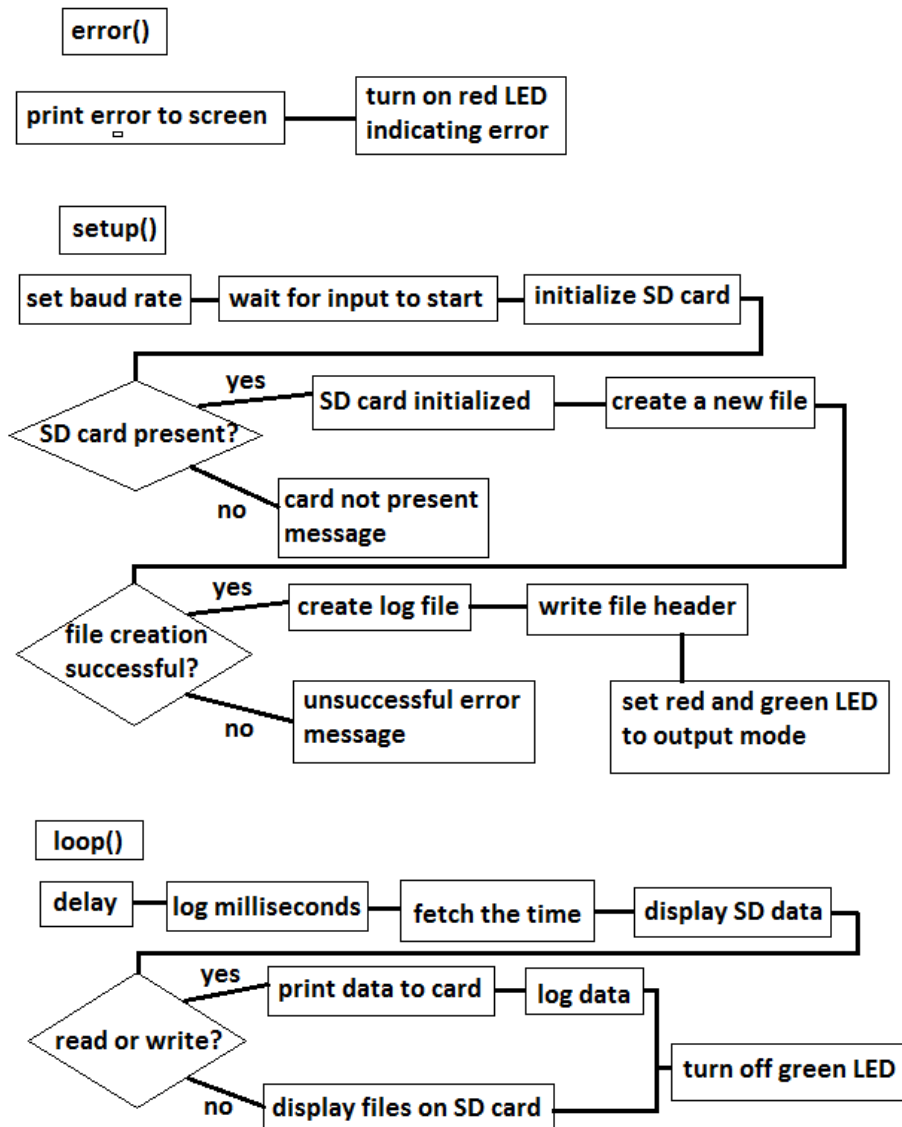 error()
print error to screen
turn on red LED
indicating error
setup()
set baud rate
wait for input to start
initialize SD card
yes
SD card initialized
create a new file
SD card present?
no
card not present
message
yes
create log file
write file header
file creation
successful?
no
unsuccessful error
message
set red and green LED
to output mode
loop()
delay
log milliseconds
fetch the time
display SD data
yes
print data to card
log data
read or write?
turn off green LED
no
display files on SD card